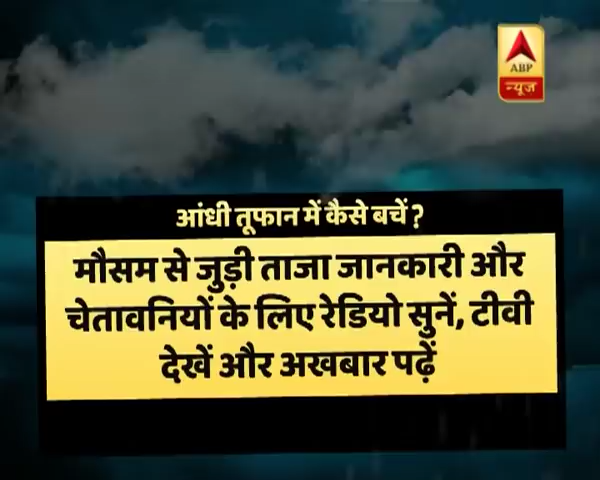 ABP
न्यूज़
आंधी तूफान में कैसे बचें ?
मौसम से जुड़ी ताजा जानकारी और
चेतावनियों के लिए रेडियो सुनें, टीवी
देखें और अखबार पढ़ें